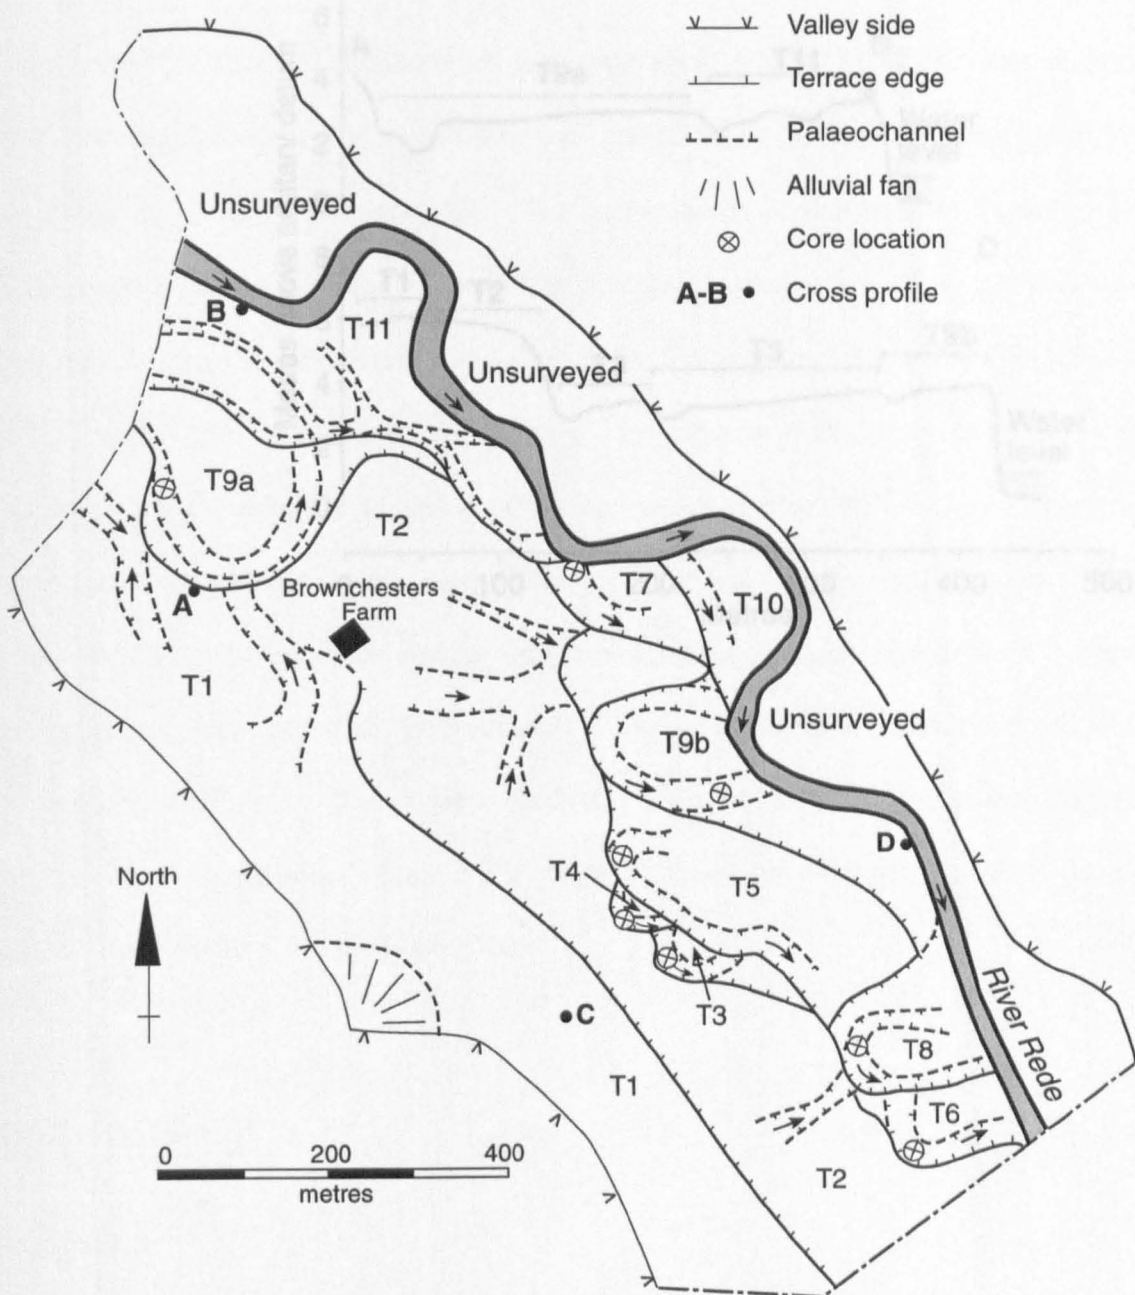 Valley side
Terrace edge
Palaeochannel
Alluvial fan
Core location
A-B • Cross profile
Unsurveyed
B
T11
Unsurveyed
T9a
T2
A
Brownchesters
Farm
T7
T10
T1
T9b
Unsurveyed
D
T4
T5
North
C
T3
T8
River Rede
T1
T6
T2
0 200 400
metres